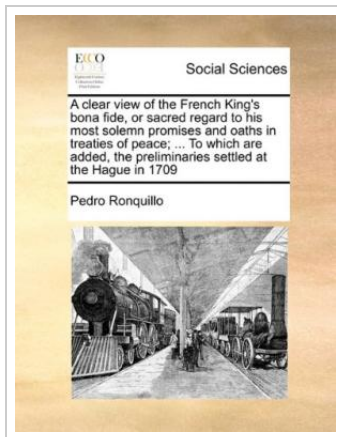 ECCO
Social Sciences
A clear view of the French King's
bona fide, or sacred regard to his
most solemn promises and oaths in
treaties of peace; ... To which are
added, the preliminaries settled at
the Hague in 1709
Pedro Ronquillo